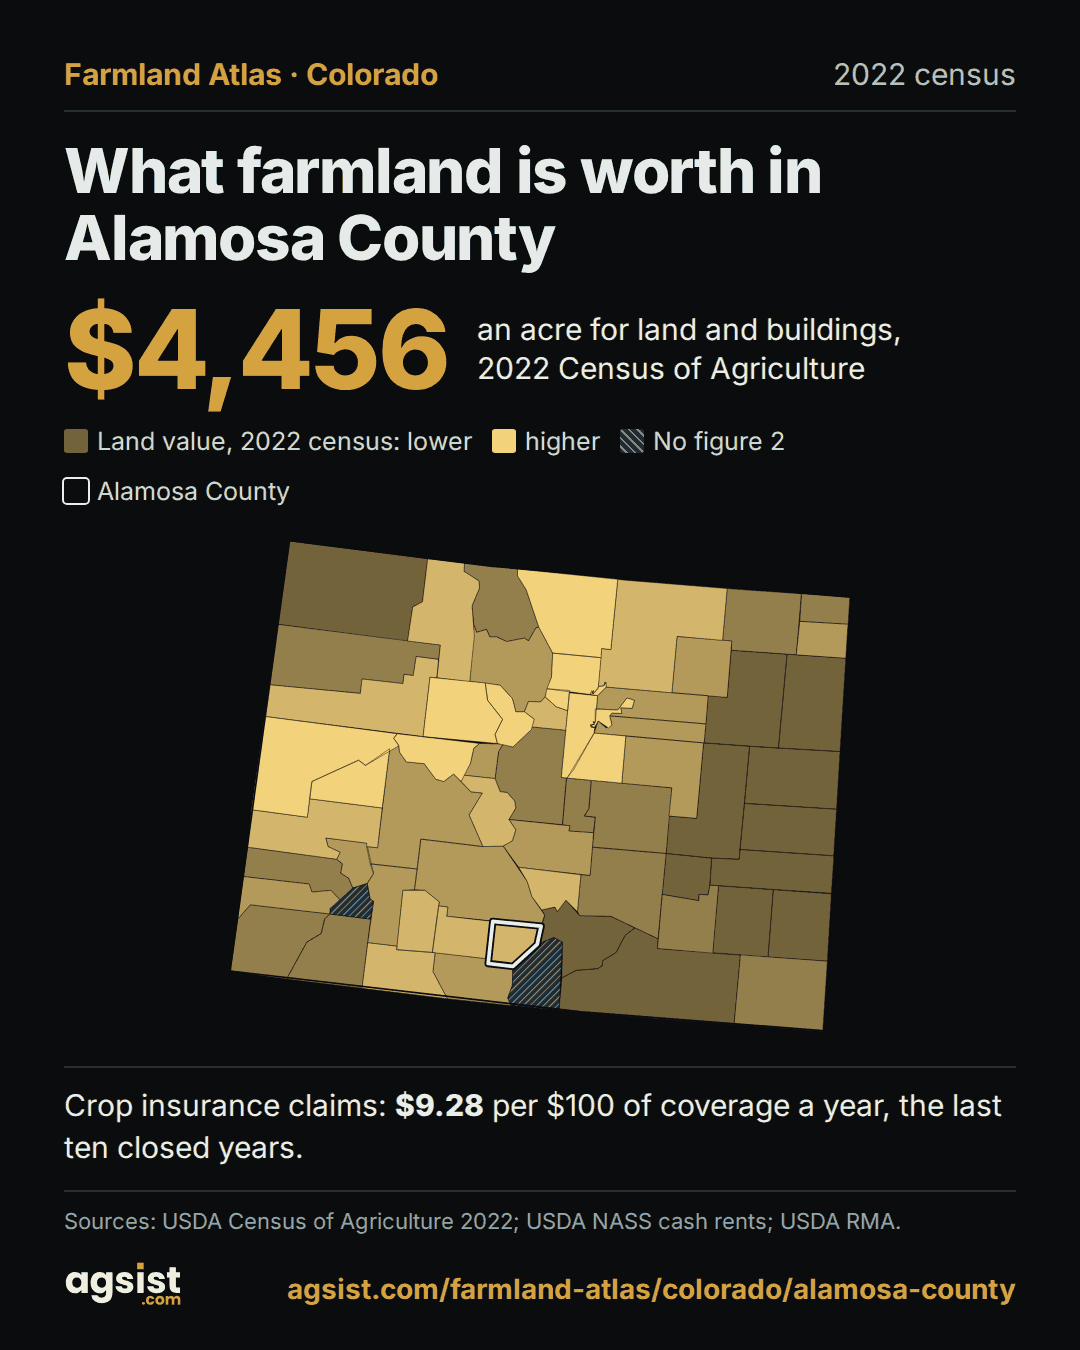 Farmland Atlas · Colorado
2022 census
What farmland is worth in
Alamosa County
$4,456
an acre for land and buildings,
2022 Census of Agriculture
Land value, 2022 census: lower
higher
No figure 2
Alamosa County
Crop insurance claims: $9.28 per $100 of coverage a year, the last
ten closed years.
Sources: USDA Census of Agriculture 2022; USDA NASS cash rents; USDA RMA.
agsist
.com
agsist.com/farmland-atlas/colorado/alamosa-county